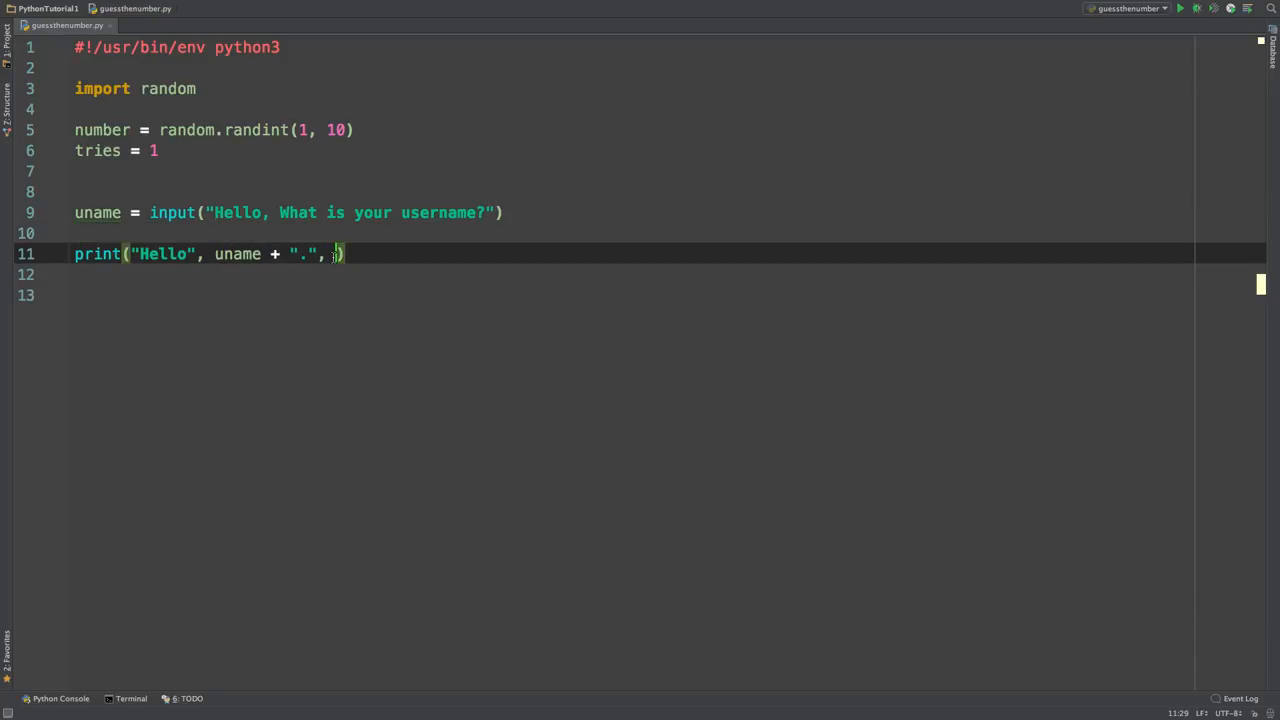 PythonTutorial1 guessthenumber.py guessthenumber
guessthenumber.py
1: Project
Z: Structure
2: Favorites
Database
1 #!/usr/bin/env python3
2
3 import random
4
5 number = random.randint(1, 10)
6 tries = 1
7
8
9 uname = input("Hello, What is your username?")
10
11 print("Hello", uname + ".", )
12
13
Python Console Terminal 6: TODO Event Log
11:29 LF÷ UTF-8÷